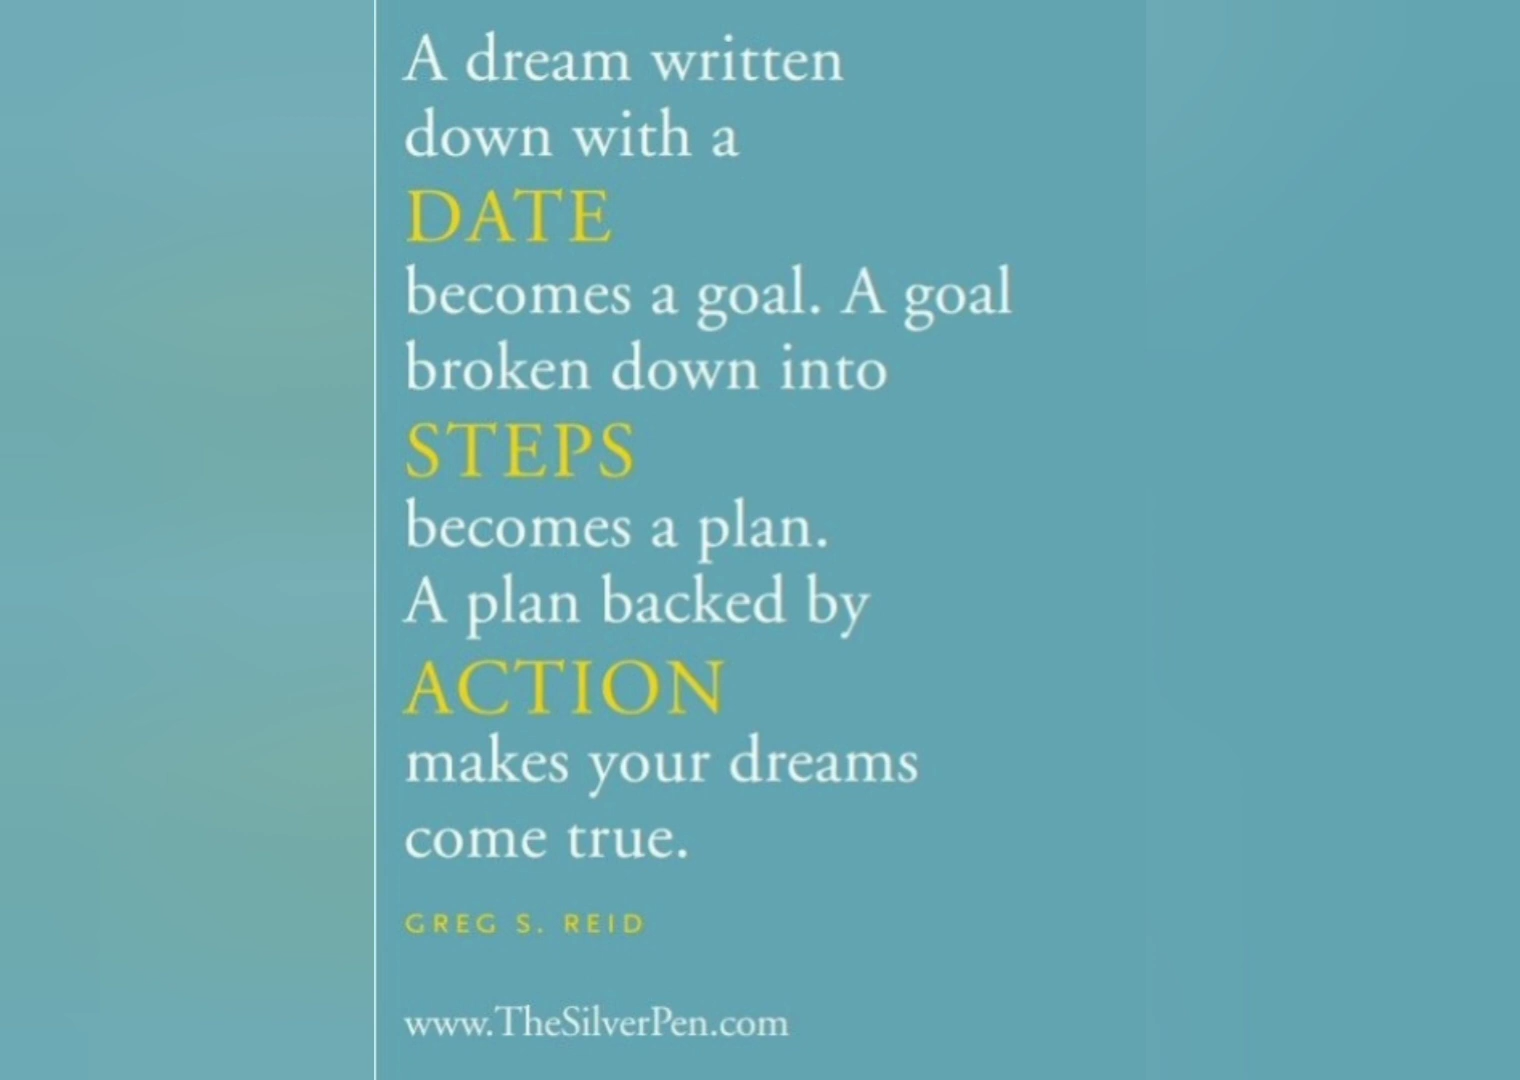 A dream written
down with a
DATE
becomes a goal. A goal
broken down into
STEPS
becomes a plan.
A plan backed by
ACTION
makes your dreams
come true.
GREG S. REID
www.TheSilverPen.com